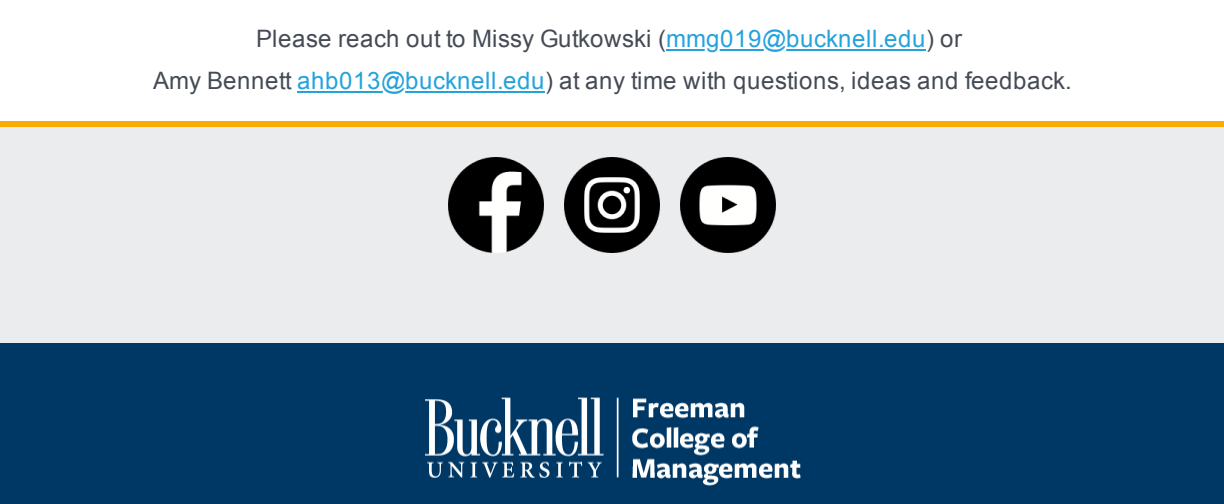 Please reach out to Missy Gutkowski (mmg019@bucknell.edu) or
Amy Bennett ahb013@bucknell.edu) at any time with questions, ideas and feedback.
Bucknell
UNIVERSITY
Freeman
College of
Management